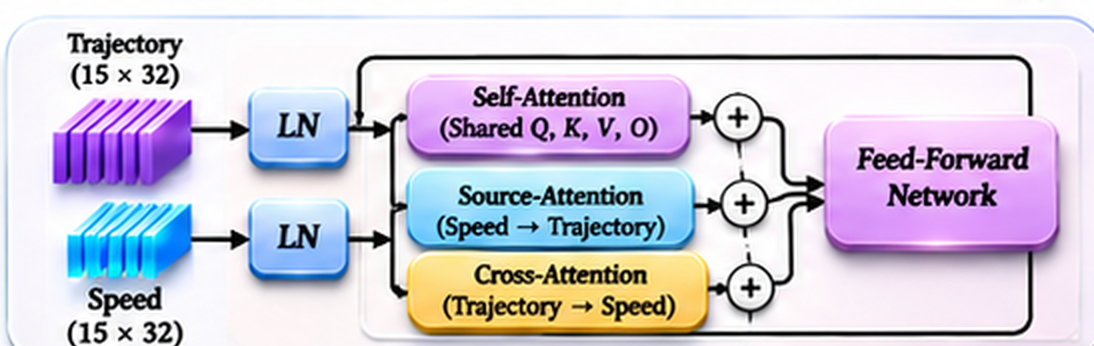 Trajectory
(15 × 32)
LN
Self-Attention
(Shared Q, K, V, O)
+
Source-Attention
(Speed → Trajectory)
+
Cross-Attention
(Trajectory → Speed)
+
Feed-Forward
Network
LN
Speed
(15 × 32)